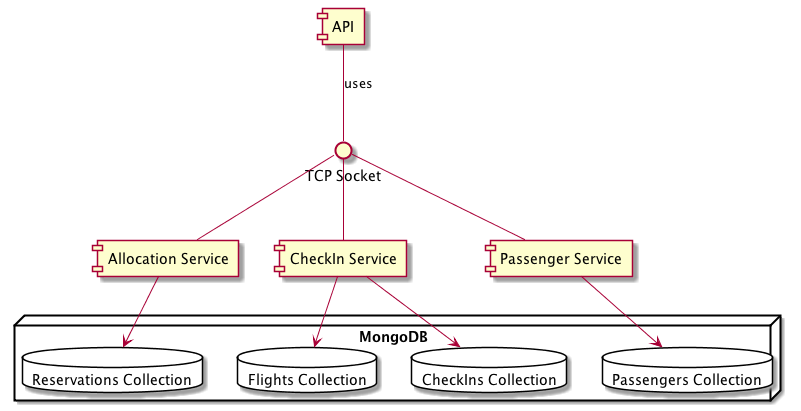 API
uses
TCP Socket
Allocation Service
CheckIn Service
Passenger Service
MongoDB
Reservations Collection
Flights Collection
CheckIns Collection
Passengers Collection